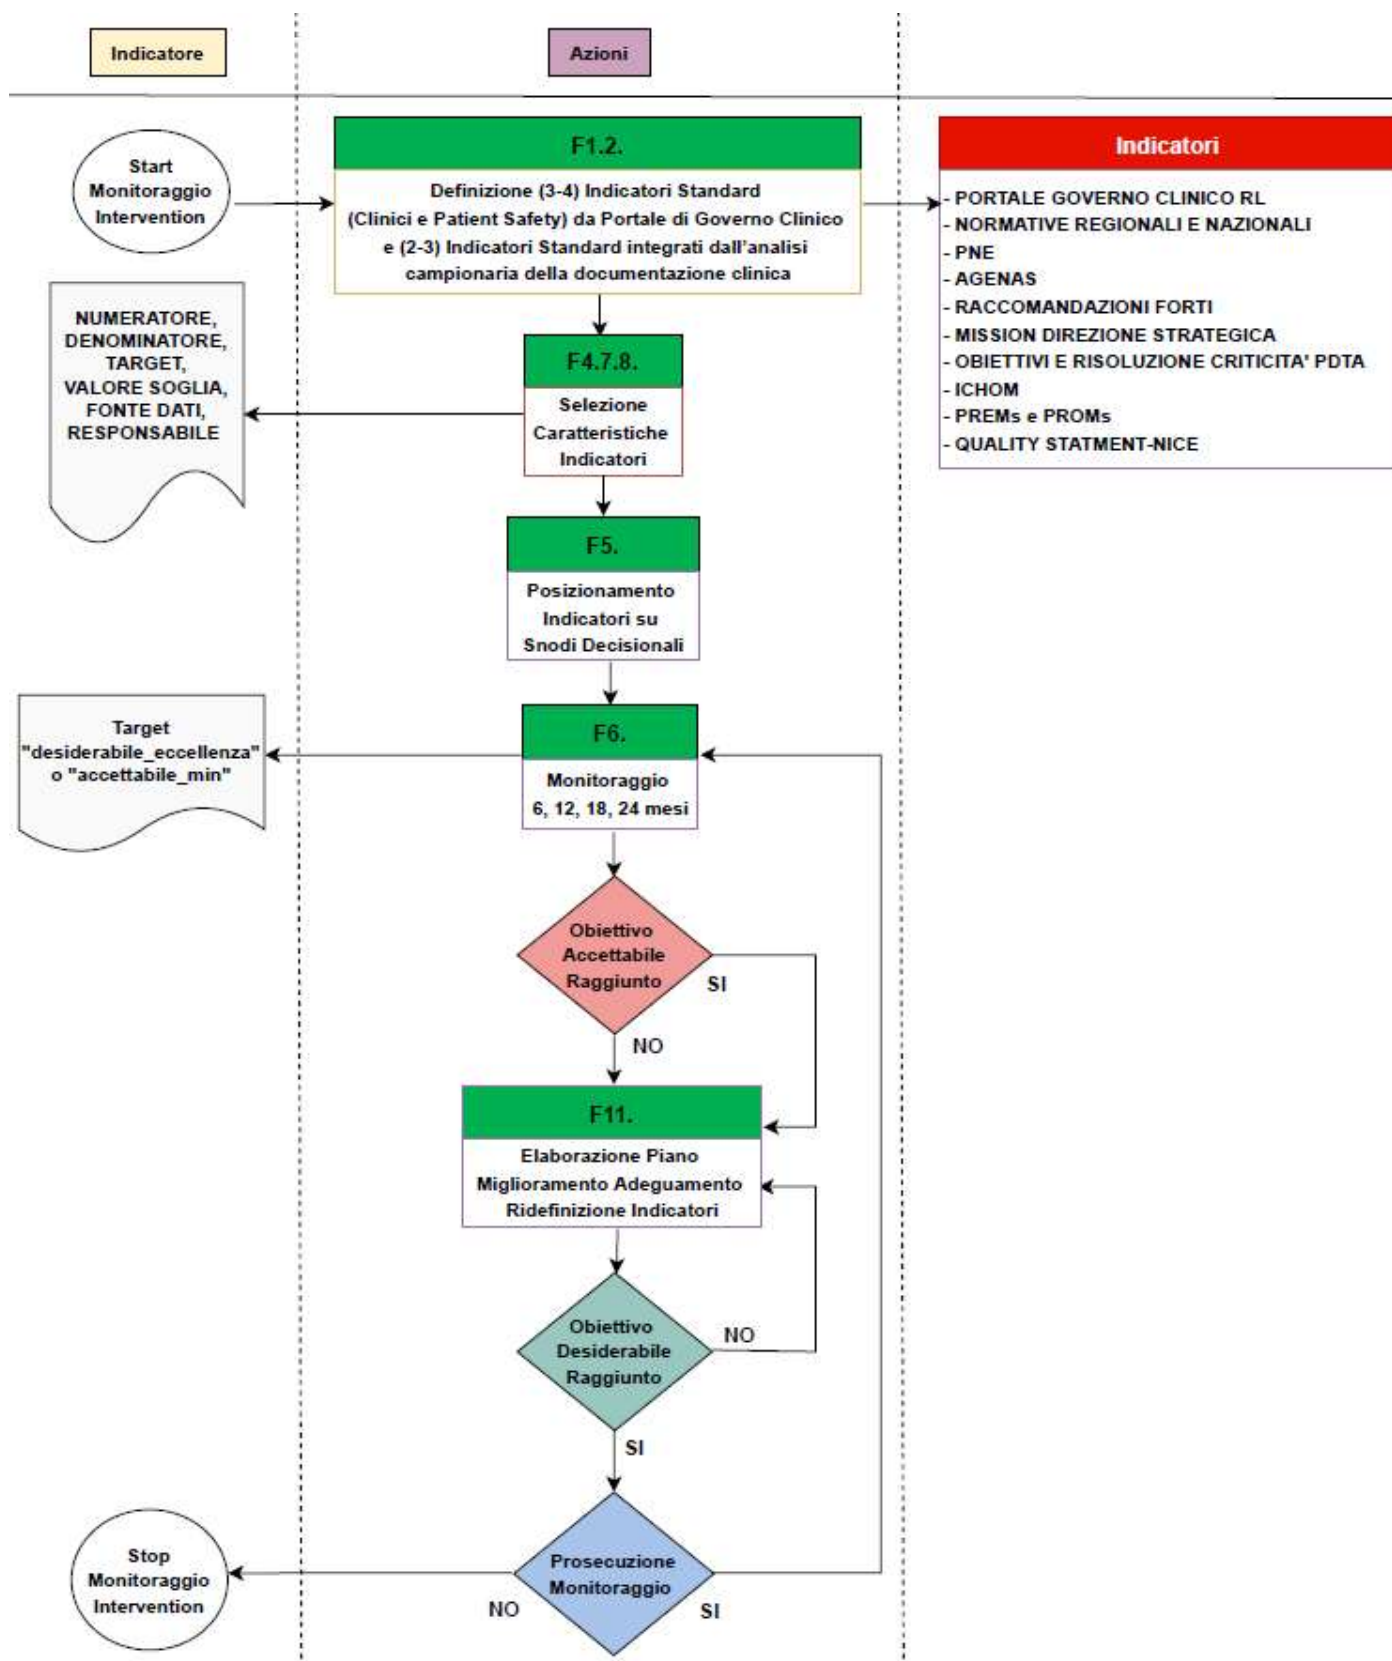 Indicatore
Azioni
Start
Monitoraggio
Intervention
F1.2.
Definizione (3-4) Indicatori Standard
(Clinici e Patient Safety) da Portale di Governo Clinico
e (2-3) Indicatori Standard integrati dall'analisi
campionaria della documentazione clinica
Indicatori
- PORTALE GOVERNO CLINICO RL
- NORMATIVE REGIONALI E NAZIONALI
- PNE
- AGENAS
- RACCOMANDAZIONI FORTI
- MISSION DIREZIONE STRATEGICA
- OBIETTIVI E RISOLUZIONE CRITICITA' PDTA
- ICHOM
- PREMs e PROMs
- QUALITY STATMENT-NICE
NUMERATORE,
DENOMINATORE,
TARGET,
VALORE SOGLIA,
FONTE DATI,
RESPONSABILE
F4.7.8.
Selezione
Caratteristiche
Indicatori
F5.
Posizionamento
Indicatori su
Snodi Decisionali
Target
"desiderabile_eccellenza"
o "accettabile_min"
F6.
Monitoraggio
6, 12, 18, 24 mesi
Obiettivo
Accettabile
Raggiunto
SI
NO
F11.
Elaborazione Piano
Miglioramento Adeguamento
Ridefinizione Indicatori
Obiettivo
Desiderabile
Raggiunto
NO
SI
Stop
Monitoraggio
Intervention
Prosecuzione
Monitoraggio
NO
SI